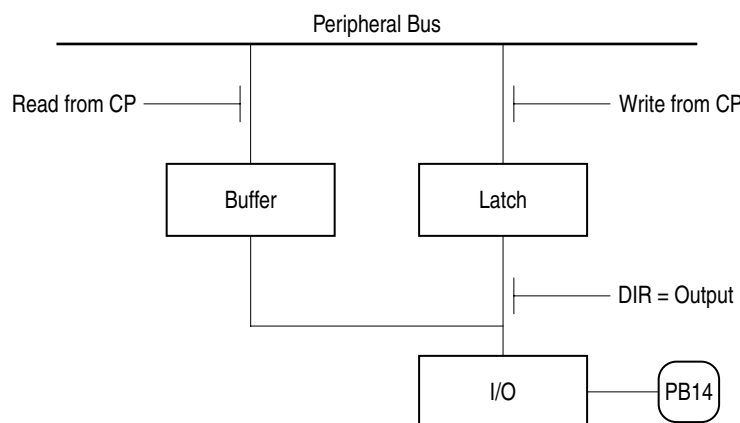 Peripheral Bus
Read from CP
Write from CP
Buffer
Latch
DIR = Output
I/O
PB14